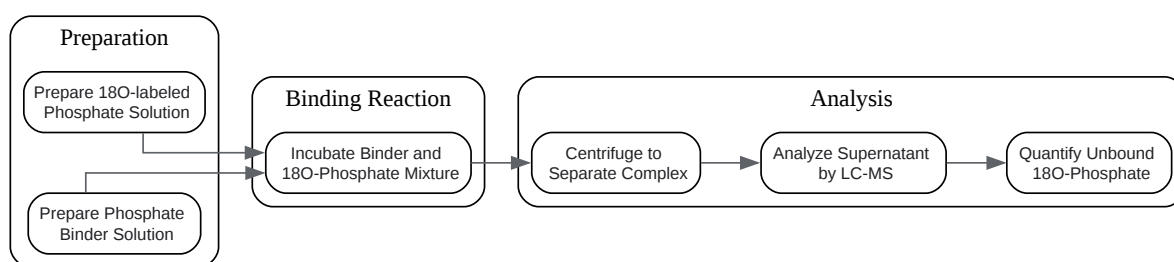 Preparation
Prepare 18O-labeled
Phosphate Solution
Prepare Phosphate
Binder Solution
Binding Reaction
Incubate Binder and
18O-Phosphate Mixture
Analysis
Centrifuge to
Separate Complex
Analyze Supernatant
by LC-MS
Quantify Unbound
18O-Phosphate